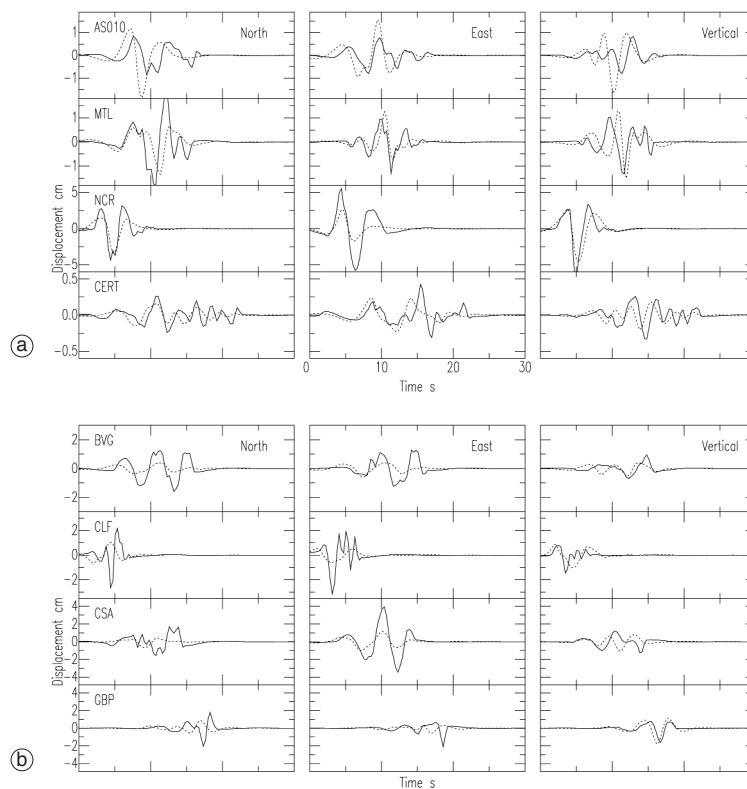 AS010
North
East
Vertical
1
0
-1
MTL
1
0
-1
NCR
5
0
-5
CERT
0.5
0.0
-0.5
Displacement cm
0
10
20
30
Time s
a
BVG
North
East
Vertical
2
0
-2
CLF
2
0
-2
CSA
4
2
0
-2
-4
GBP
4
2
0
-2
-4
Displacement cm
Time s
b